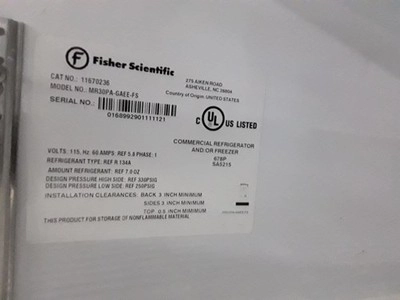 Fisher Scientific
275 AIKEN ROAD
ASHEVILLE, NC 28804
Country of Origin: UNITED STATES
CAT NO.: 11670236
MODEL NO.: MR30PA-GAEE-FS
SERIAL NO.:
0168992901111121
UL US LISTED
COMMERCIAL REFRIGERATOR
AND/OR FREEZER
678P
SA5215
VOLTS: 115, Hz: 60 AMPS: REF 5.8 PHASE: 1
REFRIGERANT TYPE: REF R.134A
AMOUNT REFRIGERANT: REF 7.0 OZ
DESIGN PRESSURE HIGH SIDE: REF 330PSIG
DESIGN PRESSURE LOW SIDE: REF 250PSIG
INSTALLATION CLEARANCES: BACK: 3 INCH MINIMUM
SIDES: 3 INCH MINIMUM
TOP: 0.5 INCH MINIMUM
THIS PRODUCT FOR STORAGE OF NONFLAMMABLE MATERIAL